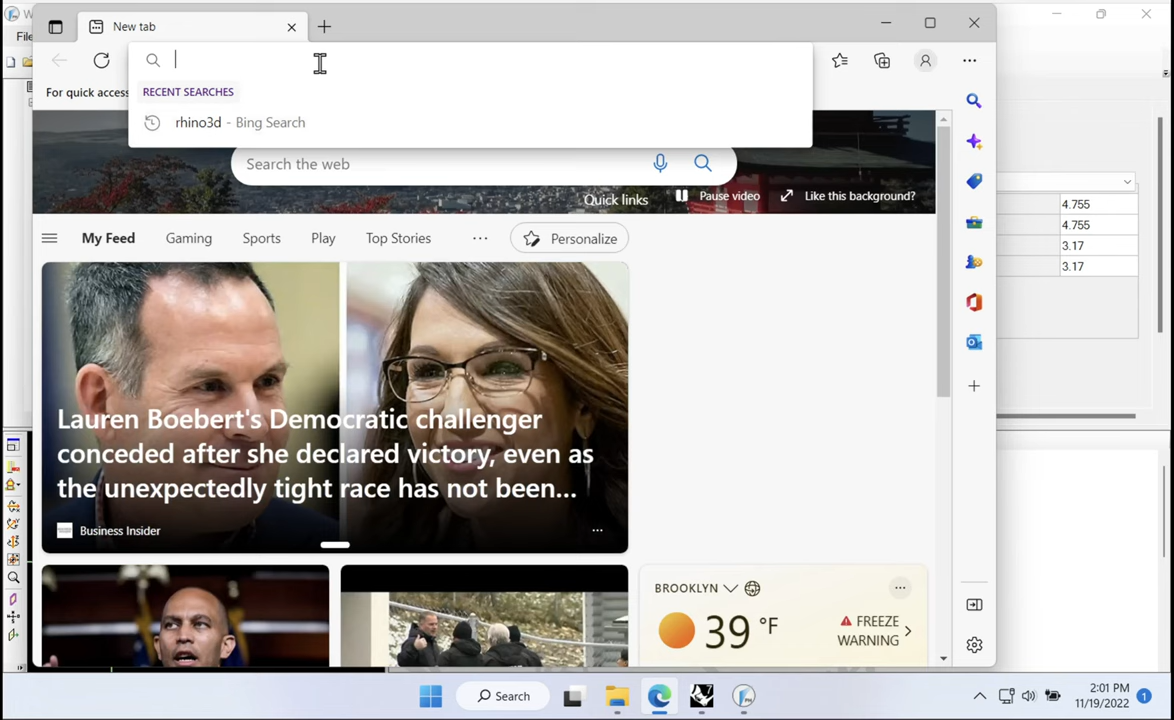 W
New tab
File
RECENT SEARCHES
rhino3d - Bing Search
For quick access
Search the web
Quick links
Pause video
Like this background?
My Feed
Gaming
Sports
Play
Top Stories
Personalize
4.755
4.755
3.17
3.17
Lauren Boebert's Democratic challenger
conceded after she declared victory, even as
the unexpectedly tight race has not been...
Business Insider
BROOKLYN
39 °F
FREEZE
WARNING
Search
2:01 PM
11/19/2022
1